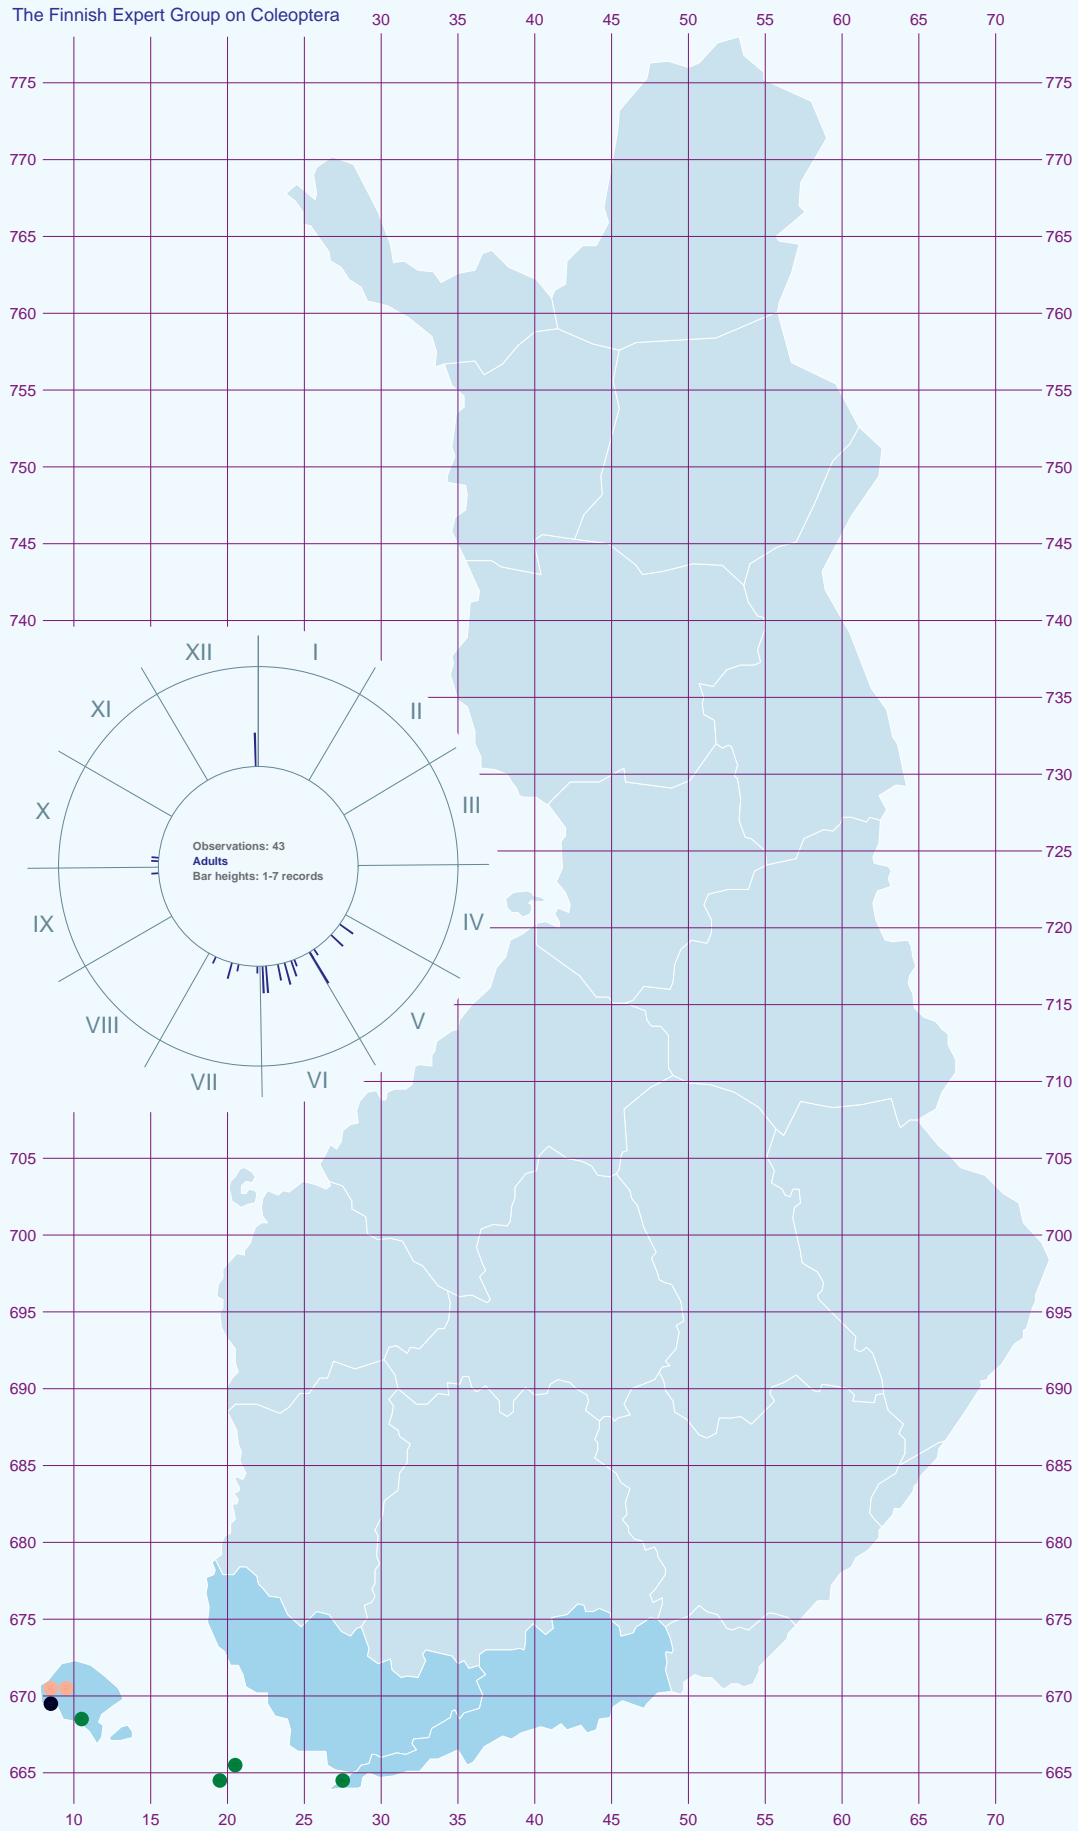 The Finnish Expert Group on Coleoptera
30 35 40 45 50 55 60 65 70
775 775
770 770
765 765
760 760
755 755
750 750
745 745
740 740
XII I
XI II
735
730
X III
725
Observations: 43
Adults
Bar heights: 1-7 records
IX IV
720
VIII V
715
VII VI
710
705 705
700 700
695 695
690 690
685 685
680 680
675 675
670 670
665 665
10 15 20 25 30 35 40 45 50 55 60 65 70